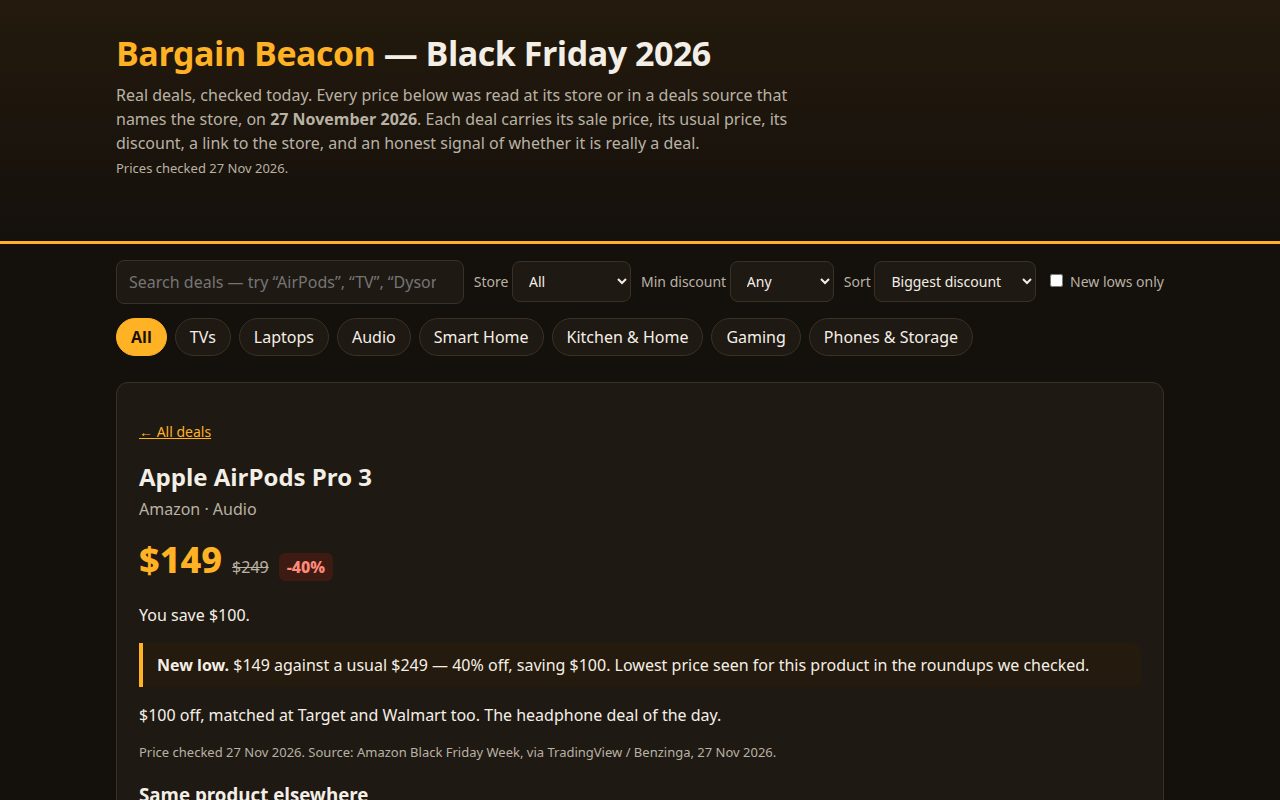 Bargain Beacon — Black Friday 2026
Real deals, checked today. Every price below was read at its store or in a deals source that
names the store, on 27 November 2026. Each deal carries its sale price, its usual price, its
discount, a link to the store, and an honest signal of whether it is really a deal.
Prices checked 27 Nov 2026.
Search deals — try “AirPods”, “TV”, “Dysor Store All Min discount Any Sort Biggest discount New lows only
All TVs Laptops Audio Smart Home Kitchen & Home Gaming Phones & Storage
← All deals
Apple AirPods Pro 3
Amazon · Audio
$149 $249 -40%
You save $100.
New low. $149 against a usual $249 — 40% off, saving $100. Lowest price seen for this product in the roundups we checked.
$100 off, matched at Target and Walmart too. The headphone deal of the day.
Price checked 27 Nov 2026. Source: Amazon Black Friday Week, via TradingView / Benzinga, 27 Nov 2026.
Same product elsewhere